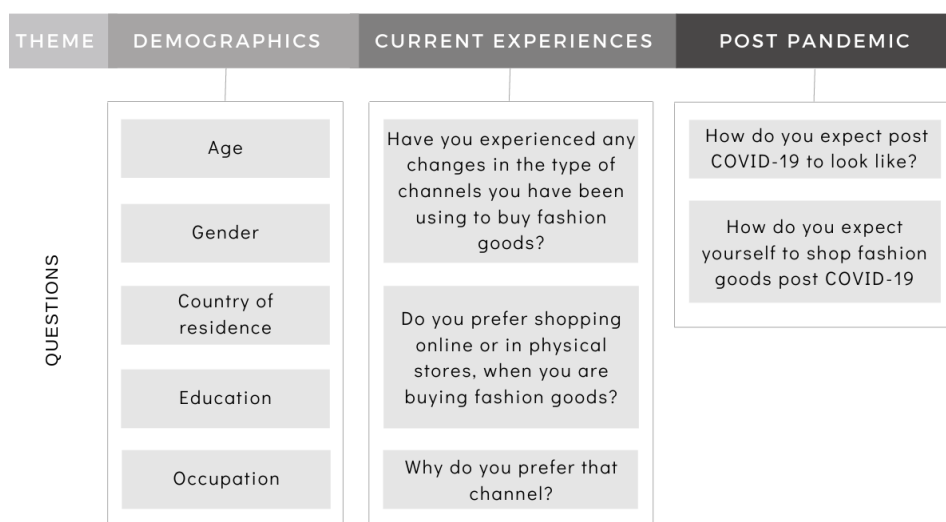 THEME DEMOGRAPHICS CURRENT EXPERIENCES POST PANDEMIC
QUESTIONS
Age
Gender
Country of
residence
Education
Occupation
Have you experienced any
changes in the type of
channels you have been
using to buy fashion
goods?
Do you prefer shopping
online or in physical
stores, when you are
buying fashion goods?
Why do you prefer that
channel?
How do you expect post
COVID-19 to look like?
How do you expect
yourself to shop fashion
goods post COVID-19